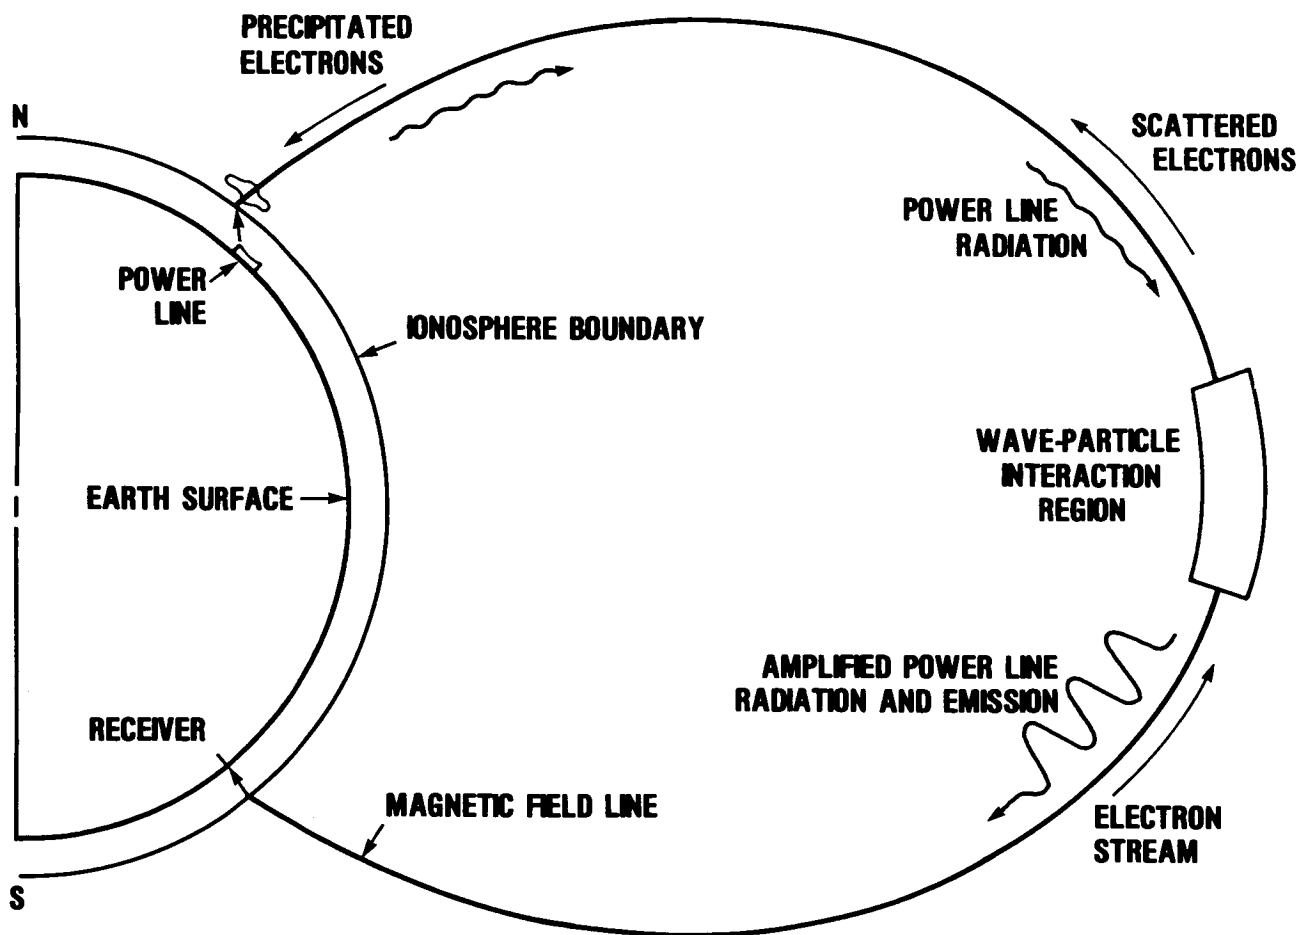 PRECIPITATED
ELECTRONS
N
SCATTERED
ELECTRONS
POWER LINE
RADIATION
POWER
LINE
IONOSPHERE BOUNDARY
WAVE-PARTICLE
INTERACTION
REGION
EARTH SURFACE
AMPLIFIED POWER LINE
RADIATION AND EMISSION
RECEIVER
MAGNETIC FIELD LINE
ELECTRON
STREAM
S